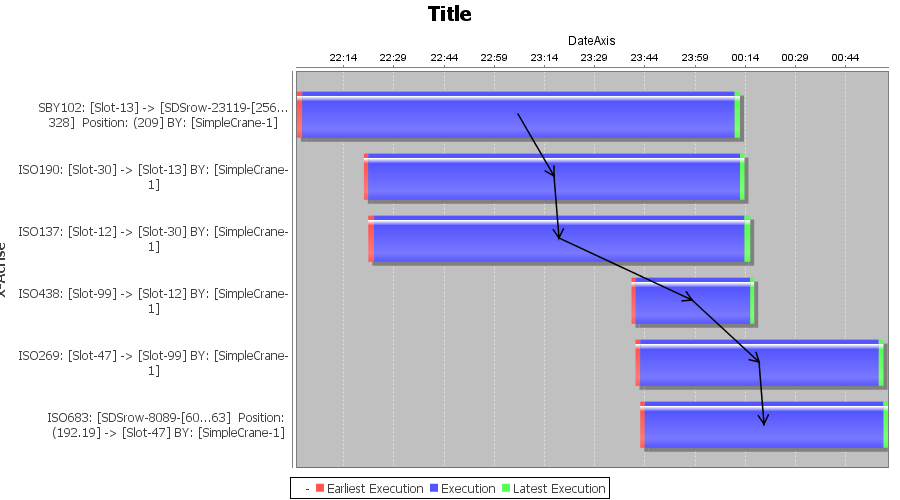 Title
DateAxis
22:14 22:29 22:44 22:59 23:14 23:29 23:44 23:59 00:14 00:29 00:44
SBY102: [Slot-13] -> [SDSrow-23119-[256...
328] Position: (209] BY: [SimpleCrane-1]
ISO190: [Slot-30] -> [Slot-13] BY: [SimpleCrane-
1]
ISO137: [Slot-12] -> [Slot-30] BY: [SimpleCrane-
1]
ISO438: [Slot-99] -> [Slot-12] BY: [SimpleCrane-
1]
ISO269: [Slot-47] -> [Slot-99] BY: [SimpleCrane-
1]
ISO683: [SDSrow-8089-[60...63] Position:
(192.19] -> [Slot-47] BY: [SimpleCrane-1]
- Earliest Execution Execution Latest Execution